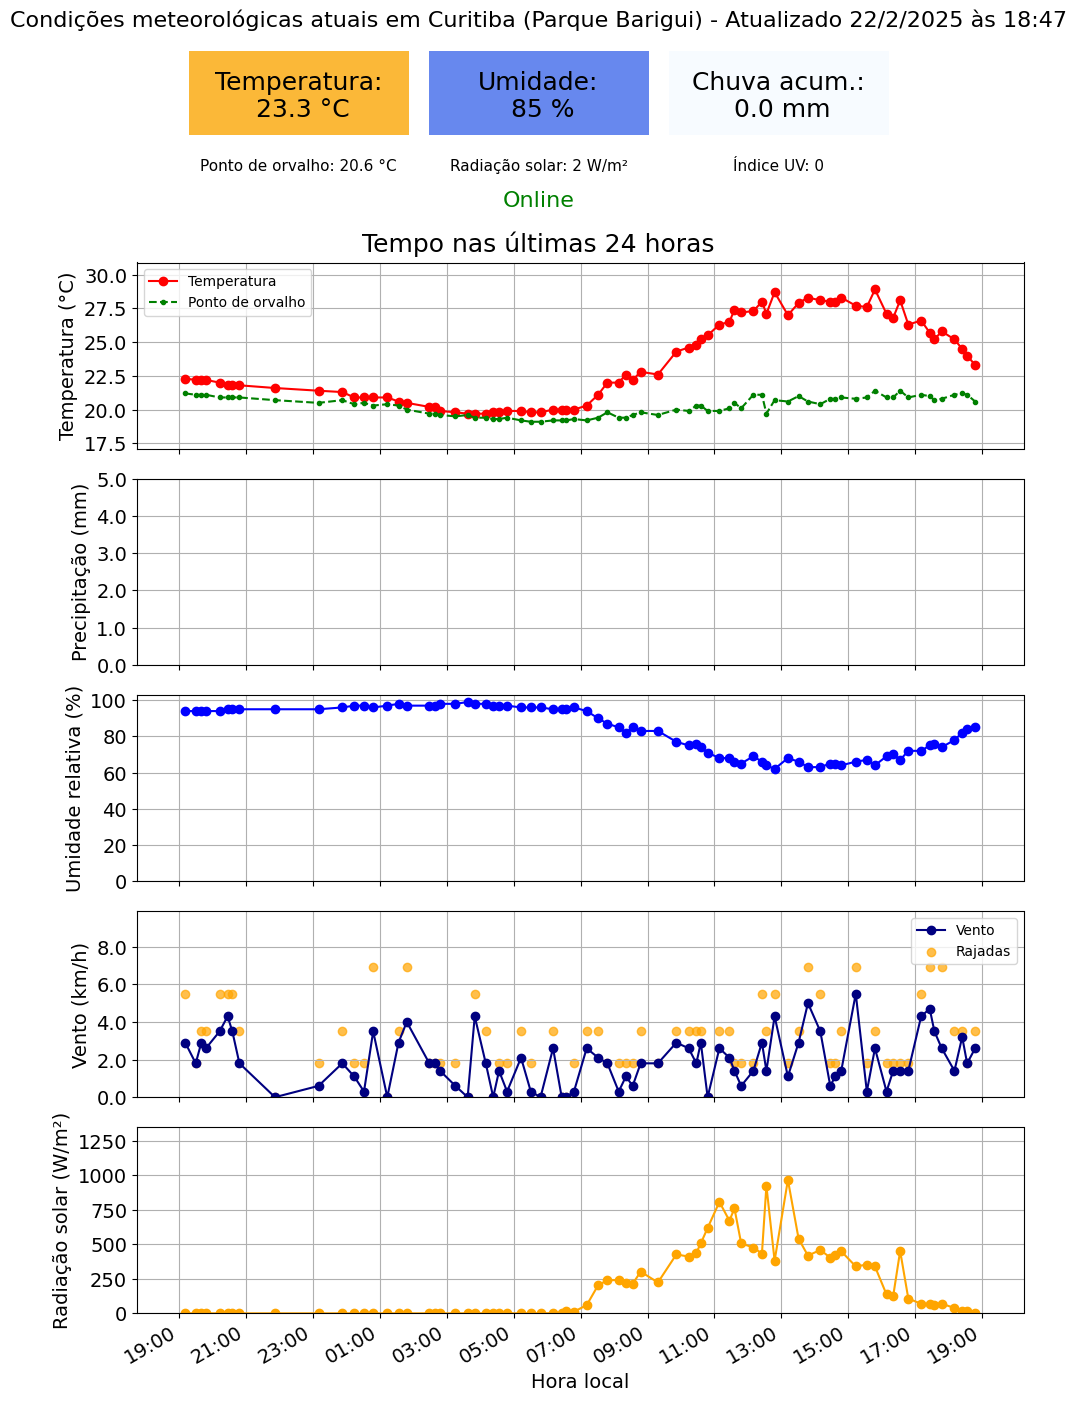 Condições meteorológicas atuais em Curitiba (Parque Barigui) - Atualizado 22/2/2025 às 18:47
Temperatura:
23.3 °C
Umidade:
85 %
Chuva acum.:
0.0 mm
Ponto de orvalho: 20.6 °C
Radiação solar: 2 W/m²
Índice UV: 0
Online
Tempo nas últimas 24 horas
Temperatura (°C)
30.0
27.5
25.0
22.5
20.0
17.5
Temperatura
Ponto de orvalho
Precipitação (mm)
5.0
4.0
3.0
2.0
1.0
0.0
Umidade relativa (%)
100
80
60
40
20
0
Vento (km/h)
8.0
6.0
4.0
2.0
0.0
Vento
Rajadas
Radiação solar (W/m²)
1250
1000
750
500
250
0
19:00
21:00
23:00
01:00
03:00
05:00
07:00
09:00
11:00
13:00
15:00
17:00
19:00
Hora local